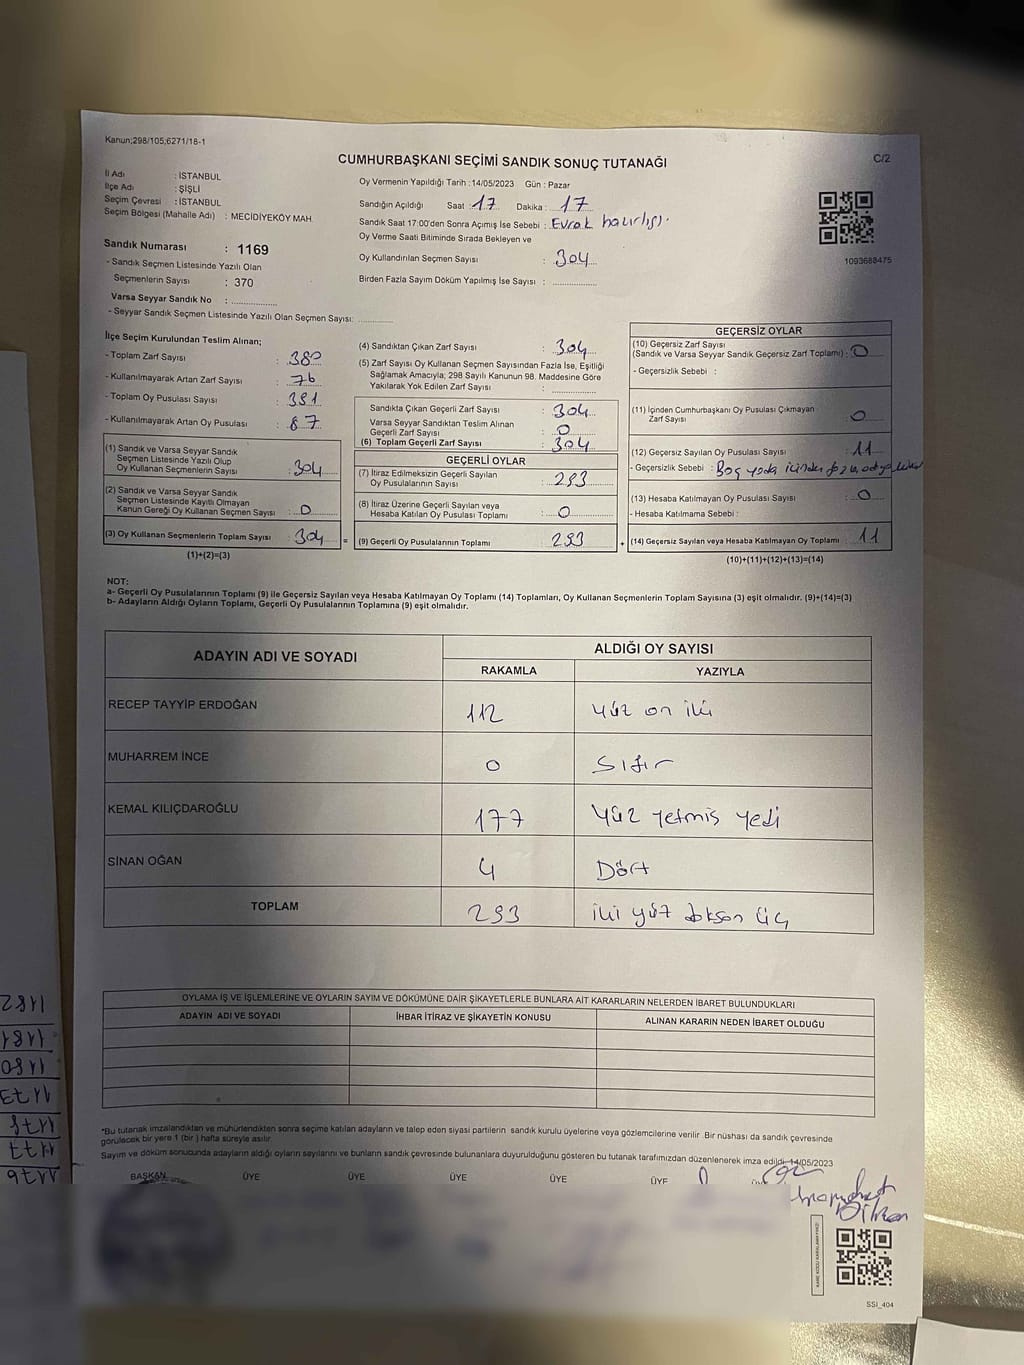 Kanun;298/105;6271/18-1
CUMHURBAŞKANI SEÇİMİ SANDIK SONUÇ TUTANAĞI
C/2
İl Adı : İSTANBUL
İlçe Adı : ŞİŞLİ
Seçim Çevresi : İSTANBUL
Seçim Bölgesi (Mahalle Adı) : MECİDİYEKÖY MAH.
Oy Vermenin Yapıldığı Tarih :14/05/2023 Gün : Pazar
Sandığın Açıldığı Saat : 17 Dakika : 17
Sandık Saat 17:00'den Sonra Açımış İse Sebebi : Evrak hazırlığı.
Oy Verme Saati Bitiminde Sırada Bekleyen ve
Oy Kullandırılan Seçmen Sayısı : 304
Birden Fazla Sayım Döküm Yapılmış İse Sayısı :
1093688475
Sandık Numarası : 1169
- Sandık Seçmen Listesinde Yazılı Olan
Seçmenlerin Sayısı : 370
Varsa Seyyar Sandık No :
- Seyyar Sandık Seçmen Listesinde Yazılı Olan Seçmen Sayısı:
İlçe Seçim Kurulundan Teslim Alınan;
- Toplam Zarf Sayısı : 380
- Kullanılmayarak Artan Zarf Sayısı : 76
- Toplam Oy Pusulası Sayısı : 381
- Kullanılmayarak Artan Oy Pusulası : 87
(1) Sandık ve Varsa Seyyar Sandık
Seçmen Listesinde Yazılı Olup
Oy Kullanan Seçmenlerin Sayısı : 304
(2) Sandık ve Varsa Seyyar Sandık
Seçmen Listesinde Kayıtlı Olmayan
Kanun Gereği Oy Kullanan Seçmen Sayısı : 0
(3) Oy Kullanan Seçmenlerin Toplam Sayısı : 304 =
(1)+(2)=(3)
(4) Sandıktan Çıkan Zarf Sayısı : 304
(5) Zarf Sayısı Oy Kullanan Seçmen Sayısından Fazla İse, Eşitliği
Sağlamak Amacıyla; 298 Sayılı Kanunun 98. Maddesine Göre
Yakılarak Yok Edilen Zarf Sayısı :
Sandıkta Çıkan Geçerli Zarf Sayısı : 304
Varsa Seyyar Sandıktan Teslim Alınan
Geçerli Zarf Sayısı : 0
(6) Toplam Geçerli Zarf Sayısı : 304
GEÇERLİ OYLAR
(7) İtiraz Edilmeksizin Geçerli Sayılan
Oy Pusulalarının Sayısı : 293
(8) İtiraz Üzerine Geçerli Sayılan veya
Hesaba Katılan Oy Pusulası Toplamı : 0
(9) Geçerli Oy Pusulalarının Toplamı : 293 +
GEÇERSİZ OYLAR
(10) Geçersiz Zarf Sayısı
(Sandık ve Varsa Seyyar Sandık Geçersiz Zarf Toplamı) : 0
- Geçersizlik Sebebi :
(11) İçinden Cumhurbaşkanı Oy Pusulası Çıkmayan
Zarf Sayısı : 0
(12) Geçersiz Sayılan Oy Pusulası Sayısı : 11
- Geçersizlik Sebebi : Boş yada içinden fazla
(13) Hesaba Katılmayan Oy Pusulası Sayısı : 0
- Hesaba Katılmama Sebebi :
(14) Geçersiz Sayılan veya Hesaba Katılmayan Oy Toplamı : 11
(10)+(11)+(12)+(13)=(14)
NOT:
a- Geçerli Oy Pusulasının Toplamı (9) ile Geçersiz Sayılan veya Hesaba Katılmayan Oy Toplamı (14) Toplamları, Oy Kullanan Seçmenlerin Toplam Sayısına (3) eşit olmalıdır. (9)+(14)=(3)
b- Adayların Aldığı Oyların Toplamı, Geçerli Oy Pusulalarının Toplamına (9) eşit olmalıdır.
ADAYIN ADI VE SOYADI
ALDIĞI OY SAYISI
RAKAMLA
YAZIYLA
RECEP TAYYİP ERDOĞAN 112 Yüz on iki
MUHARREM İNCE 0 Sıfır
KEMAL KILIÇDAROĞLU 177 Yüz yetmiş yedi
SİNAN OĞAN 4 Dört
TOPLAM 293 iki yüz doksan üç
OYLAMA İŞ VE İŞLEMLERİNE VE OYLARIN SAYIM VE DÖKÜMÜNE DAİR ŞİKAYETLERLE BUNLARA AİT KARARLARIN NELERDEN İBARET BULUNDUKLARI
ADAYIN ADI VE SOYADI
İHBAR İTİRAZ VE ŞİKAYETİN KONUSU
ALINAN KARARIN NEDEN İBARET OLDUĞU
*Bu tutanak imzalandıktan ve mühürlendikten sonra seçime katılan adayların ve talep eden siyasi partilerin sandık kurulu üyelerine veya gözlemcilerine verilir. Bir nüshası da sandık çevresinde
görülecek bir yere 1 (bir) hafta süreyle asılır.
Sayım ve döküm sonucunda adayların aldığı oyların sayılarını ve bunların sandık çevresinde bulunanlara duyurulduğunu gösteren bu tutanak tarafımızdan düzenlenerek imza edildi. 14/05/2023
BAŞKAN ÜYE ÜYE ÜYE ÜYE ÜYE
SSI_404
1182
1181
1180
1179
1178
1177
1176